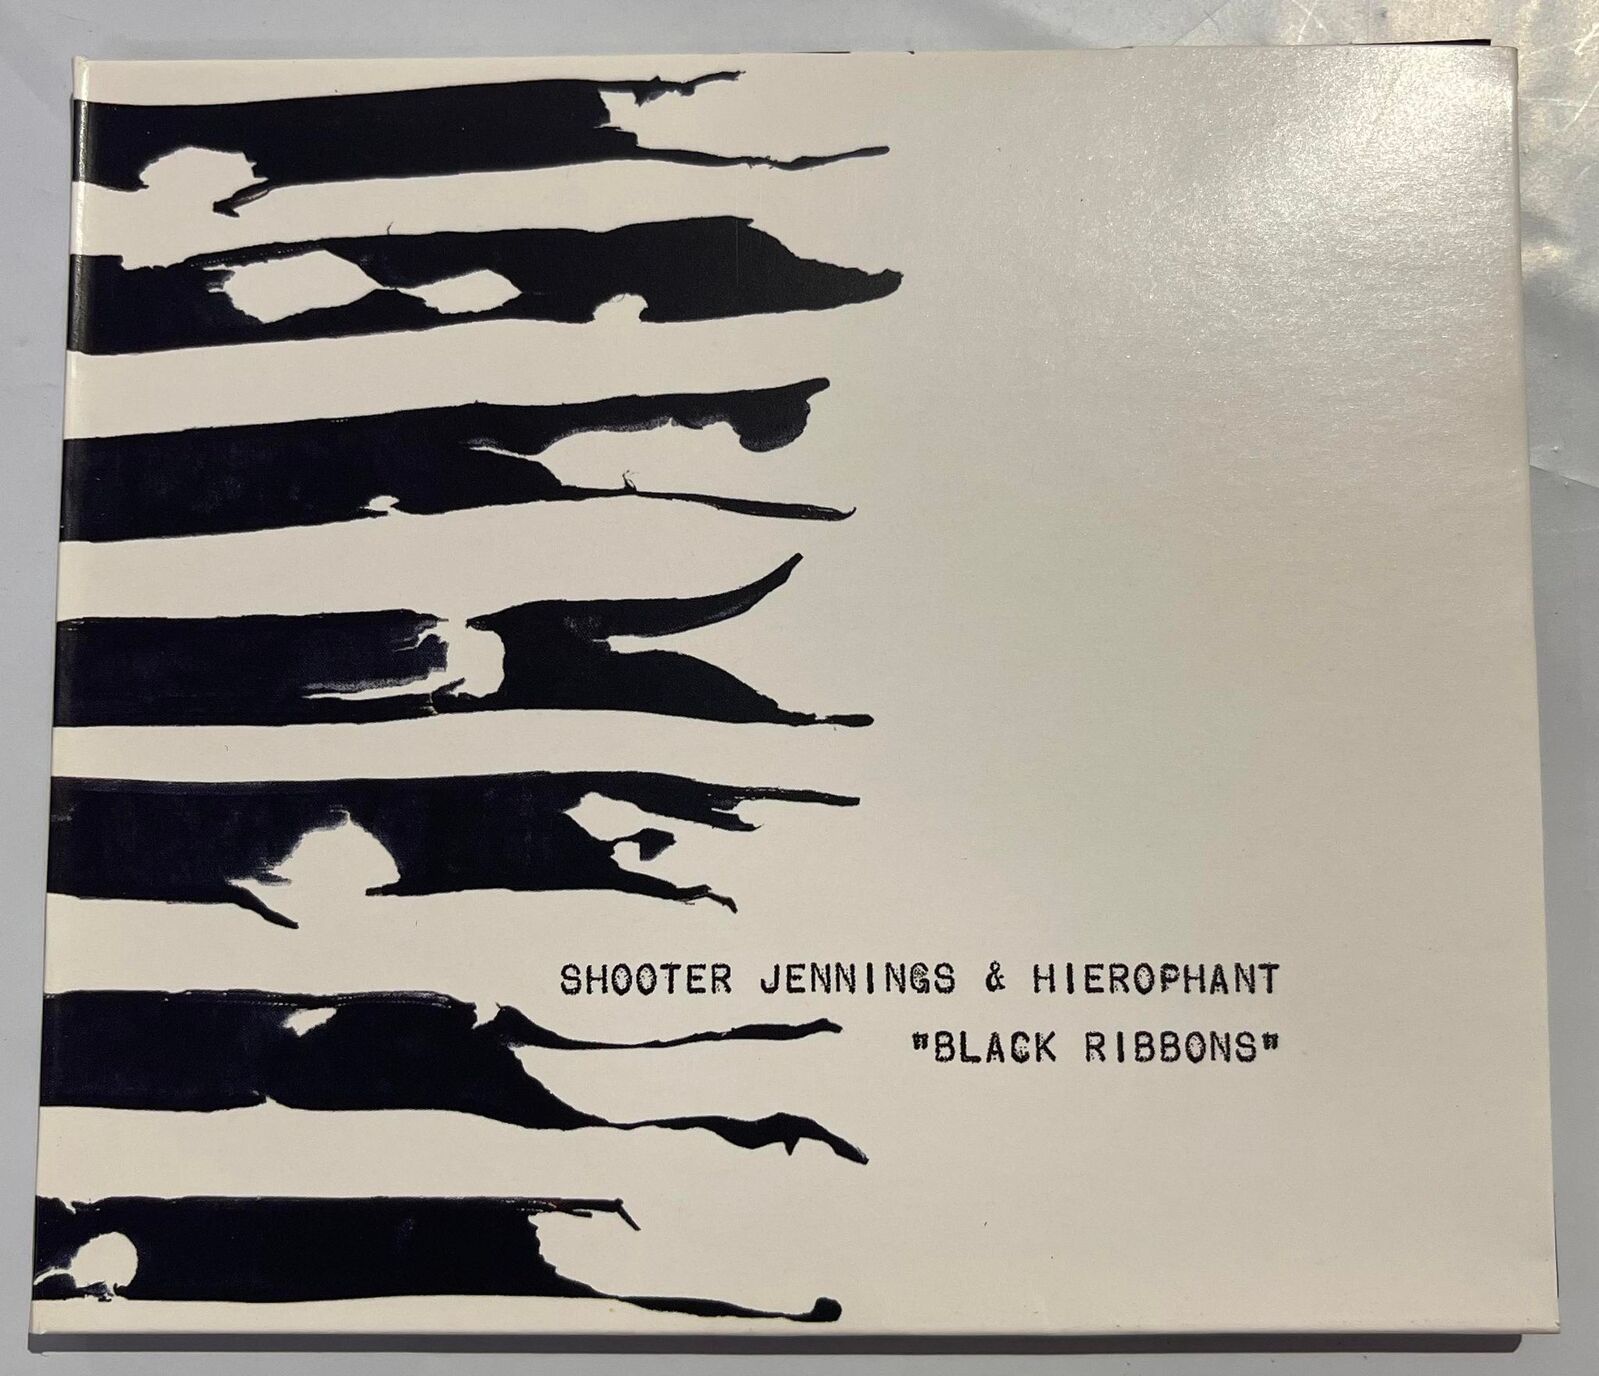 SHOOTER JENNINGS & HIEROPHANT
"BLACK RIBBONS"